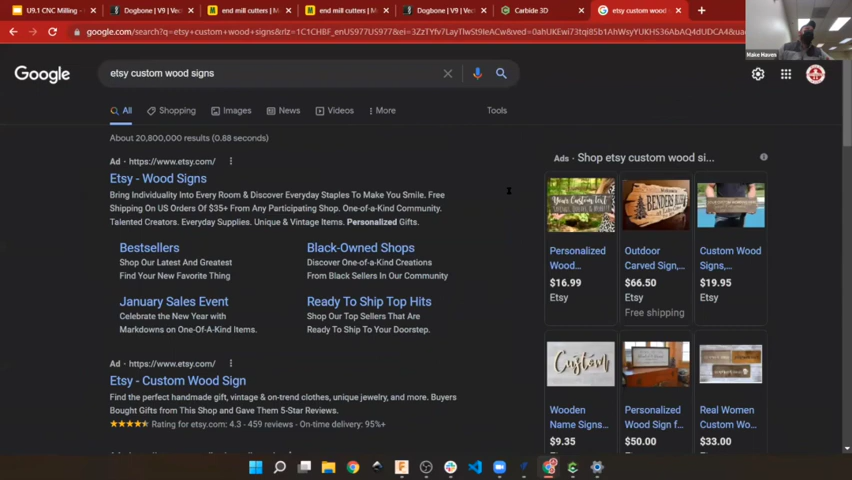 U9.1 CNC Milling -
Dogbone | V9 | Vec
end mill cutters | M
end mill cutters | M
Dogbone | V9 | Vec
Carbide 3D
etsy custom wood
google.com/search?q=etsy+custom+wood+signs&rlz=1C1CHBF_enUS977US977&ei=
Make Haven
Google
etsy custom wood signs
All
Shopping
Images
News
Videos
More
Tools
About 20,800,000 results (0.88 seconds)
Ad · https://www.etsy.com/
Etsy - Wood Signs
Bring Individuality Into Every Room & Discover Everyday Staples To Make You Smile. Free
Shipping On US Orders Of $35+ From Any Participating Shop. One-of-a-Kind Community.
Talented Creators. Everyday Supplies. Unique & Vintage Items. Personalized Gifts.
Bestsellers
Shop Our Latest And Greatest
Find Your New Favorite Thing
Black-Owned Shops
Discover One-of-a-Kind Creations
From Black Sellers In Our Community
January Sales Event
Celebrate the New Year with
Markdowns on One-Of-A-Kind Items.
Ready To Ship Top Hits
Shop Our Top Sellers That Are
Ready To Ship To Your Doorstep.
Ad · https://www.etsy.com/
Etsy - Custom Wood Sign
Find the perfect handmade gift, vintage & on-trend clothes, unique jewelry, and more. Buyers
Bought Gifts from This Shop and Gave Them 5-Star Reviews.
Rating for etsy.com: 4.3 - 459 reviews - On-time delivery: 95%+
Ads · Shop etsy custom wood si...
Your Custom Text
Personalized
Wood...
$16.99
Etsy
BENDERS
Outdoor
Carved Sign,...
$66.50
Etsy
Free shipping
Custom Wood
Signs,...
$19.95
Etsy
Custom
Wooden
Name Signs...
$9.35
Etsy
Personalized
Wood Sign f...
$50.00
Etsy
Real Women
Custom Wo...
$33.00
Etsy